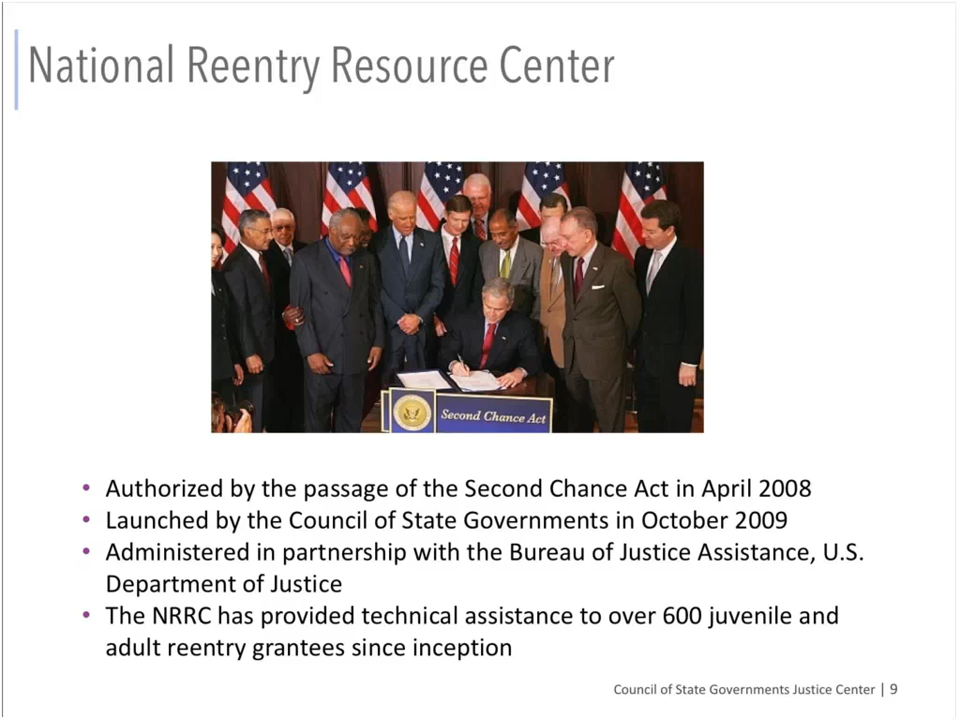 National Reentry Resource Center
Second Chance Act
• Authorized by the passage of the Second Chance Act in April 2008
• Launched by the Council of State Governments in October 2009
• Administered in partnership with the Bureau of Justice Assistance, U.S.
Department of Justice
• The NRRC has provided technical assistance to over 600 juvenile and
adult reentry grantees since inception
Council of State Governments Justice Center | 9